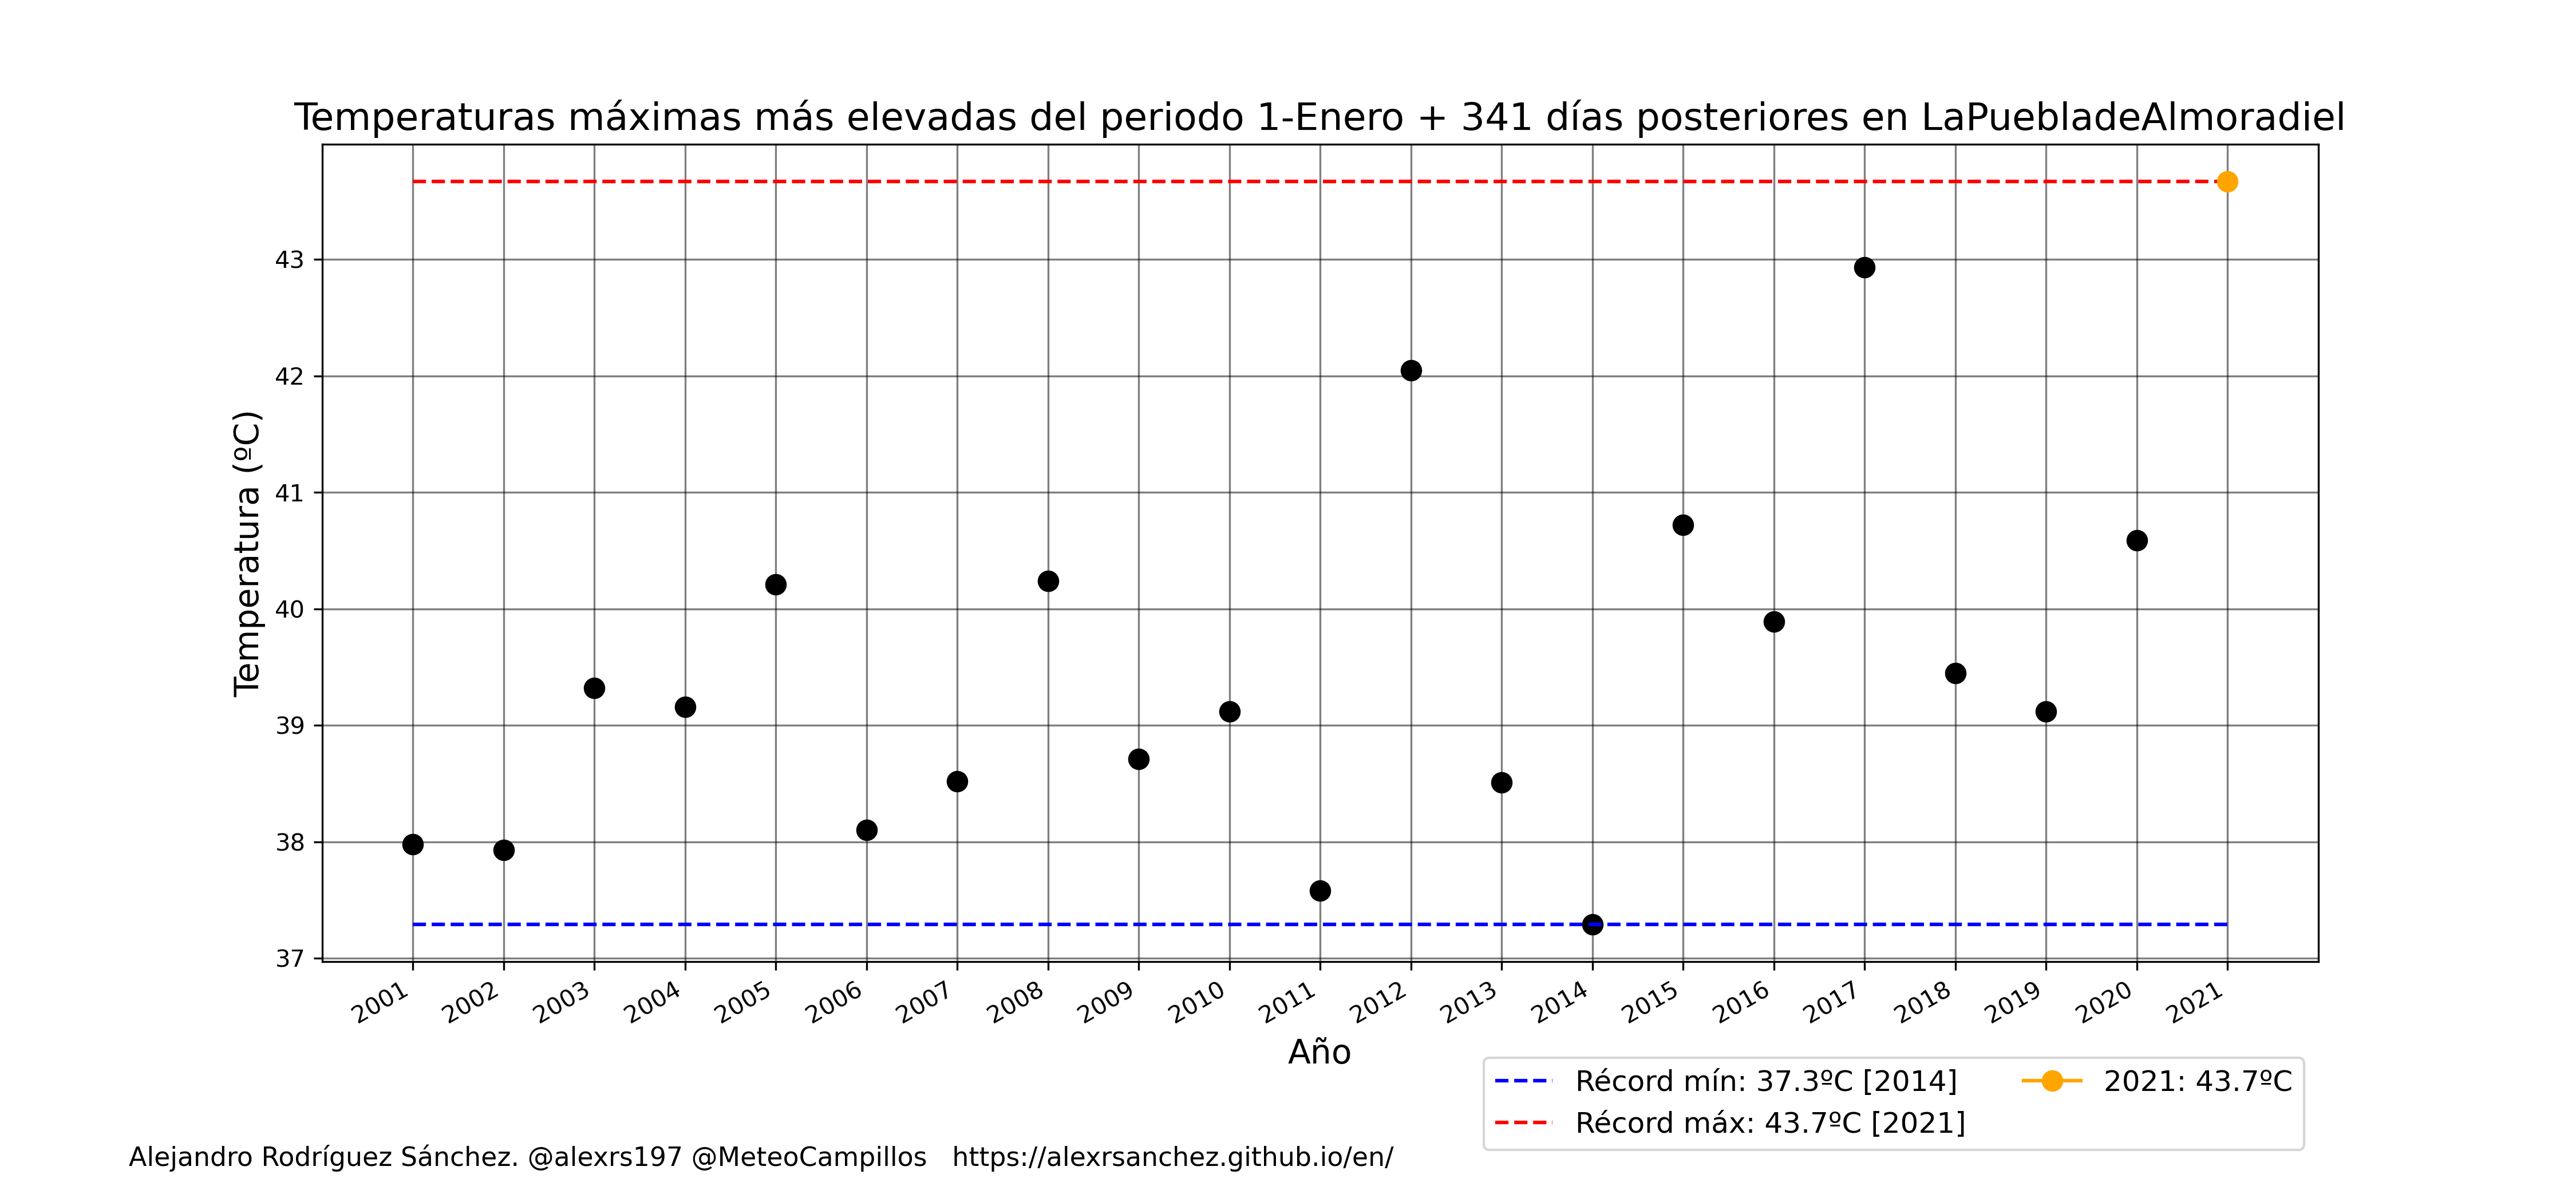 Temperaturas máximas más elevadas del periodo 1-Enero + 341 días posteriores en LaPuebladeAlmoradiel
Temperatura (ºC)
43
42
41
40
39
38
37
2001 2002 2003 2004 2005 2006 2007 2008 2009 2010 2011 2012 2013 2014 2015 2016 2017 2018 2019 2020 2021
Año
Récord mín: 37.3ºC [2014]
Récord máx: 43.7ºC [2021]
2021: 43.7ºC
Alejandro Rodríguez Sánchez. @alexrs197 @MeteoCampillos https://alexrsanchez.github.io/en/